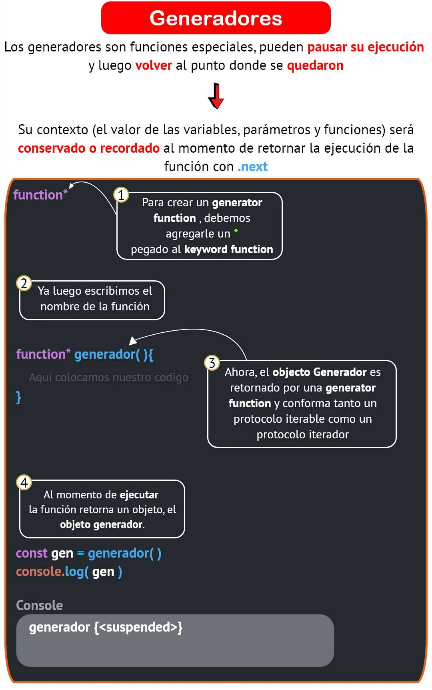 Generadores
Los generadores son funciones especiales, pueden pausar su ejecución
y luego volver al punto donde se quedaron
Su contexto (el valor de las variables, parámetros y funciones) será
conservado o recordado al momento de retornar la ejecución de la
función con .next
function*
1
Para crear un generator
function , debemos
agregarle un *
pegado al keyword function
2
Ya luego escribimos el
nombre de la función
function* generador( ){
Aqui colocamos nuestro codigo
}
3
Ahora, el objecto Generador es
retornado por una generator
function y conforma tanto un
protocolo iterable como un
protocolo iterador
4
Al momento de ejecutar
la función retorna un objeto, el
objeto generador.
const gen = generador( )
console.log( gen )
Console
generador {<suspended>}